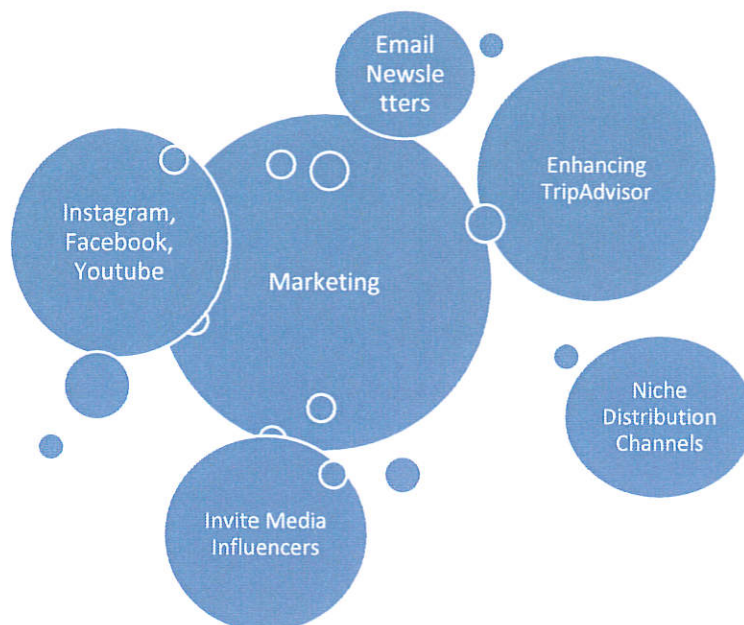 Email
Newsle
tters
Enhancing
TripAdvisor
Instagram,
Facebook,
Youtube
Marketing
Niche
Distribution
Channels
Invite Media
Influencers